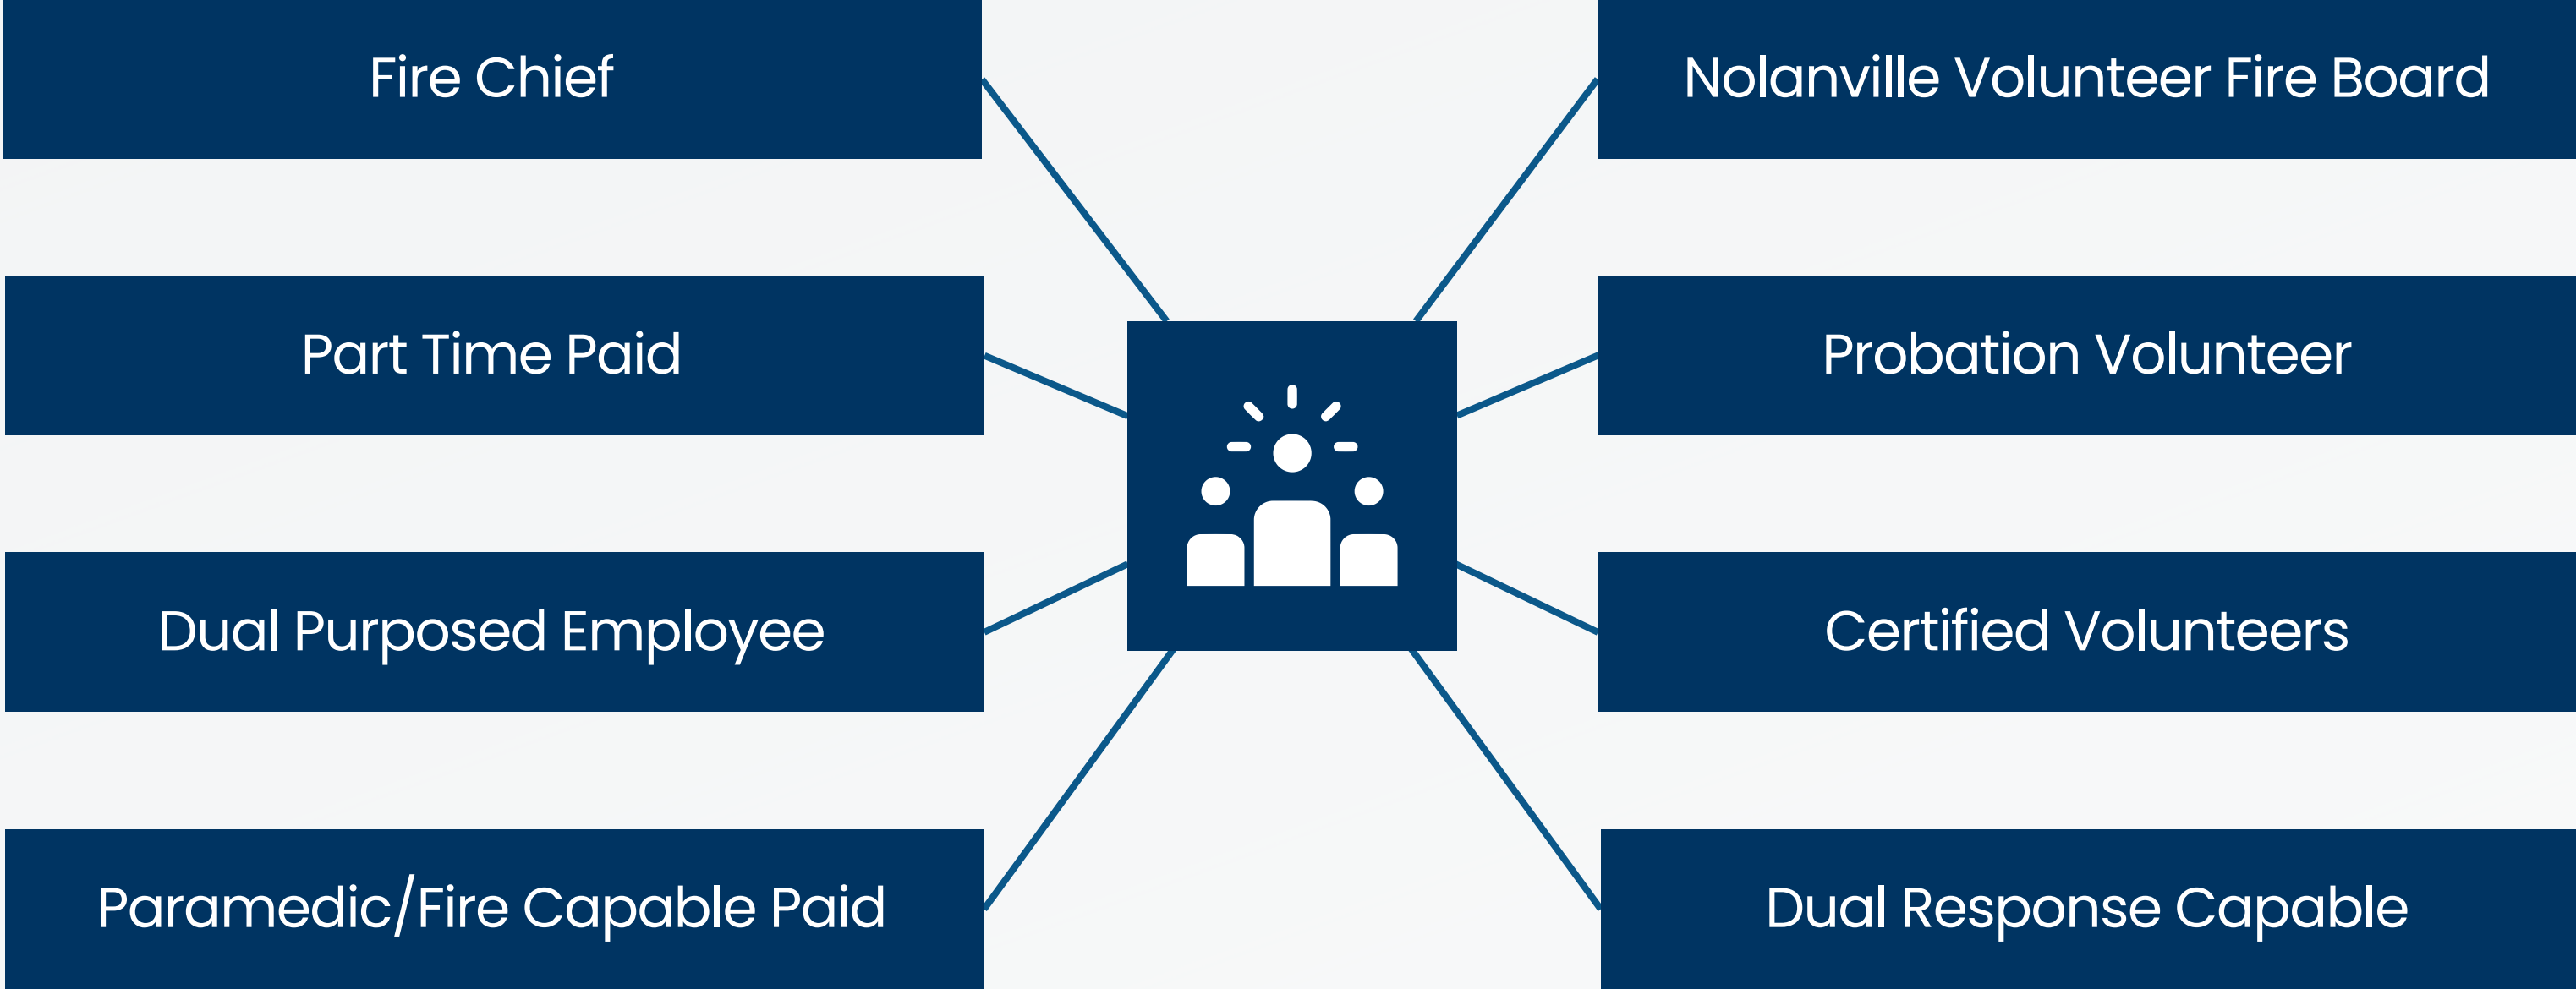 Fire Chief
Nolanville Volunteer Fire Board
Part Time Paid
Probation Volunteer
Dual Purposed Employee
Certified Volunteers
Paramedic/Fire Capable Paid
Dual Response Capable